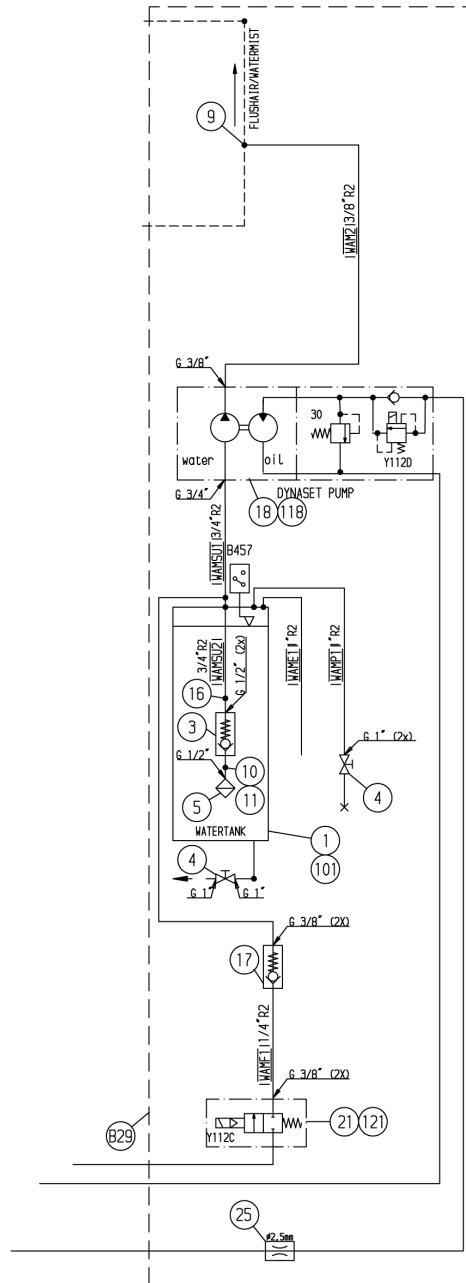 FLUSHAIR/WATERMIST
9
|WAM2|3/8"R2
G 3/8"
30
water
oil
Y112D
DYNASET PUMP
G 3/4"
18
118
|WAMSU1|3/4"R2
B457
3/4"R2
|WAMSU2|
G 1/2" (2x)
|WAMET|1"R2
|WAMPT|1"R2
16
3
G 1" (2x)
G 1/2"
10
11
5
4
WATERTANK
1
101
4
G 1"
G 1"
G 3/8" (2X)
17
|WAMF1|1/4"R2
G 3/8" (2X)
Y112C
21
121
B29
25
ø2,5mm